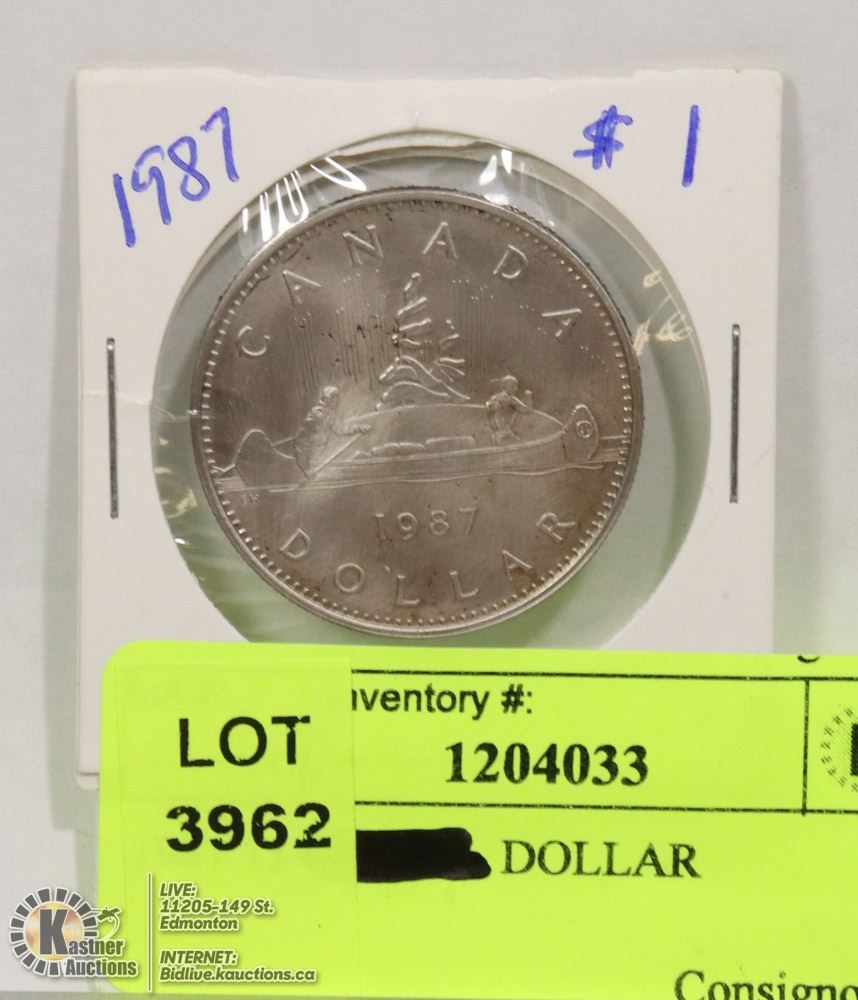 1987
$ 1
CANADA
1987
DOLLAR
nventory #:
LOT
1204033
3962
DOLLAR
Consigno
Kastner
Auctions
LIVE:
11205-149 St.
Edmonton
INTERNET:
Bidlive.kauctions.ca